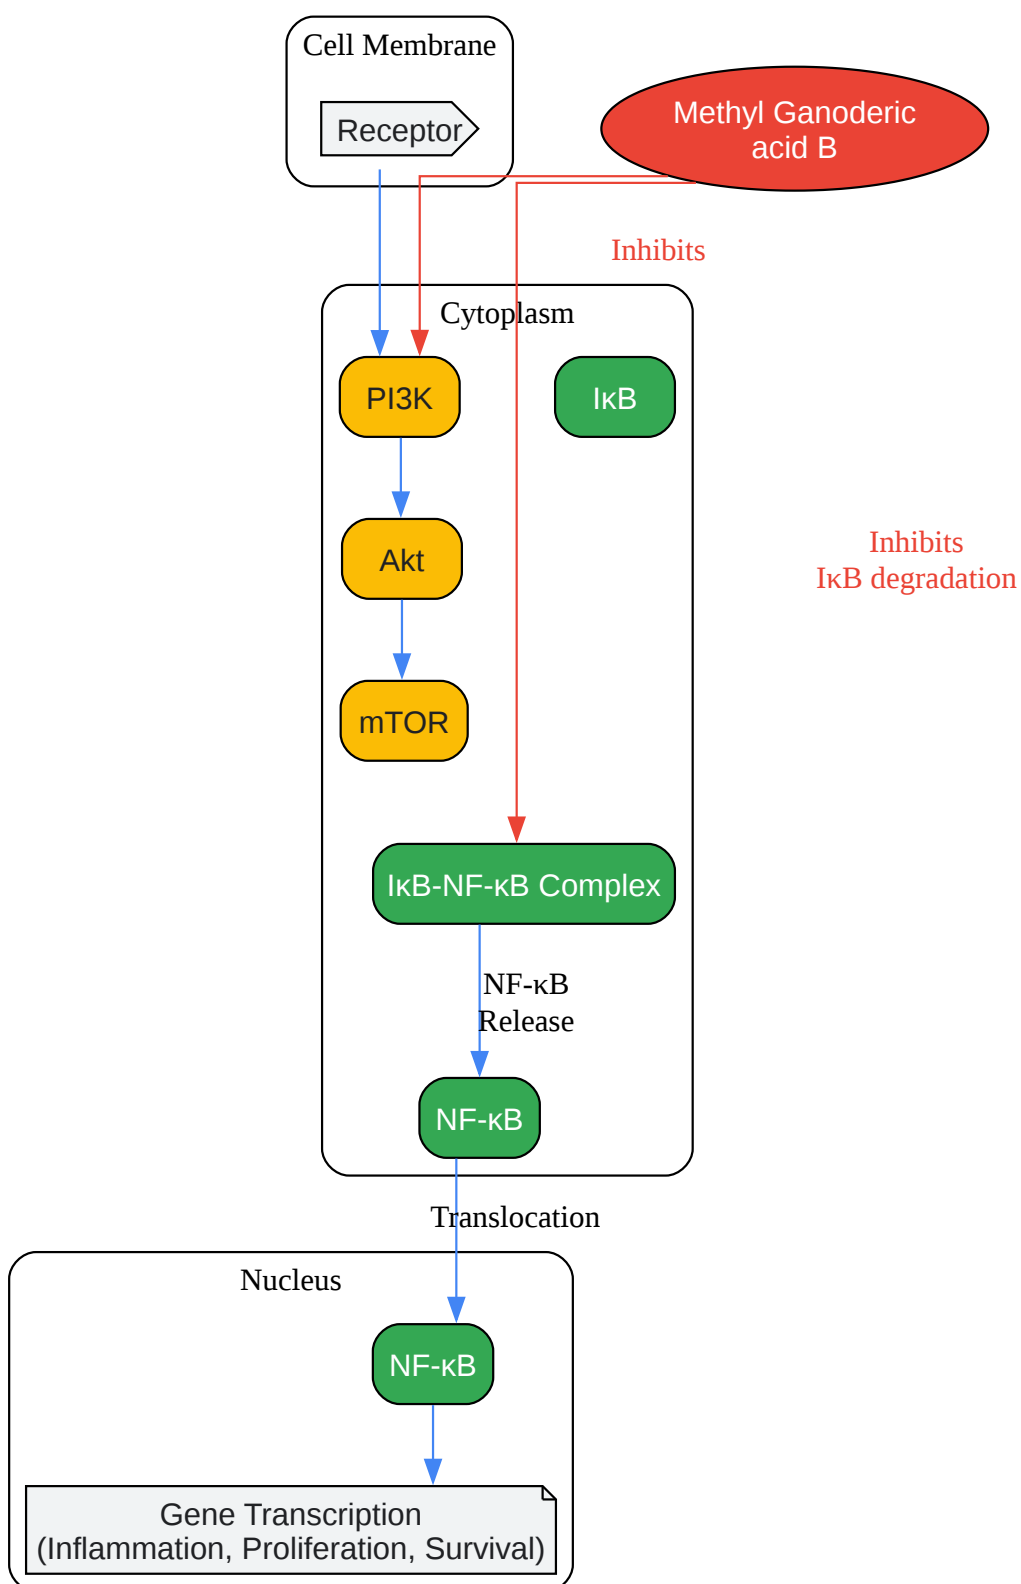 Cell Membrane
Receptor
Methyl Ganoderic
acid B
Inhibits
Cytoplasm
PI3K
IκB
Akt
Inhibits
IκB degradation
mTOR
IκB-NF-κB Complex
NF-κB
Release
NF-κB
Translocation
Nucleus
NF-κB
Gene Transcription
(Inflammation, Proliferation, Survival)